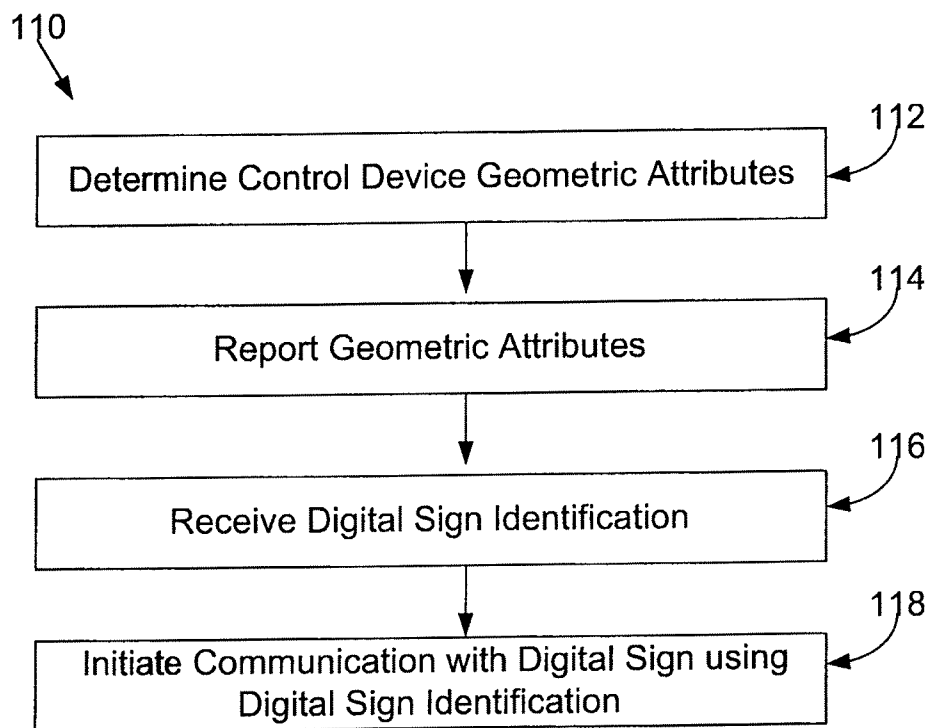 110
112
Determine Control Device Geometric Attributes
114
Report Geometric Attributes
116
Receive Digital Sign Identification
118
Initiate Communication with Digital Sign using
Digital Sign Identification